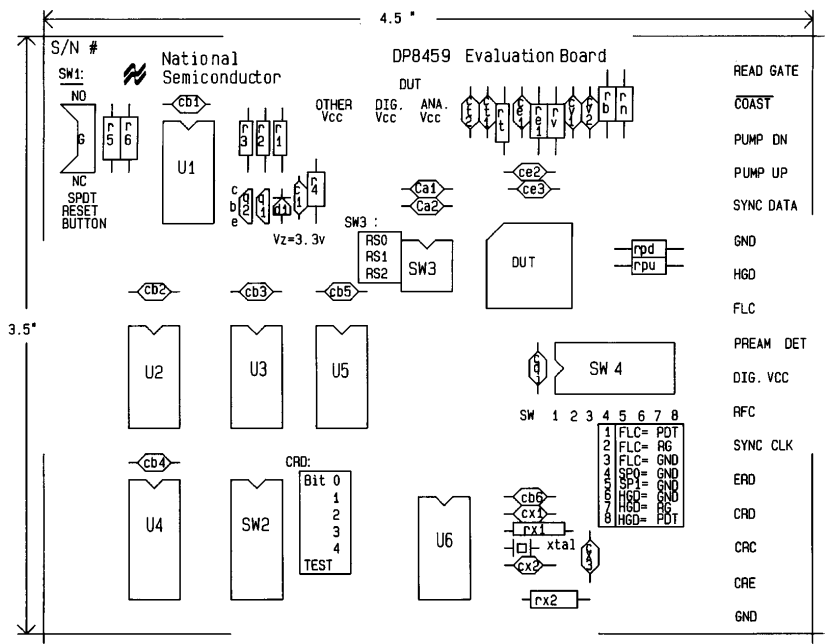 4.5 "
S/N #
National
Semiconductor
DP8459 Evaluation Board
SW1:
NO
G
NC
SPDT
RESET
BUTTON
r5
r6
cb1
U1
r3
r2
r1
c
b
e
q2
q1
d1
c1
r4
Vz=3.3v
OTHER
Vcc
DUT
DIG.
Vcc
ANA.
Vcc
rt
ce1
re1
rv
rb
rn
ce2
ce3
Ca1
Ca2
SW3 :
RS0
RS1
RS2
SW3
DUT
rpd
rpu
READ GATE
COAST
PUMP DN
PUMP UP
SYNC DATA
GND
HGD
FLC
PREAM DET
DIG. VCC
RFC
SYNC CLK
ERD
CRD
CRC
CRE
GND
3.5"
cb2
cb3
cb5
U2
U3
U5
SW 4
SW 1 2 3 4 5 6 7 8
1 FLC= PDT
2 FLC= RG
3 FLC= GND
4 SP0= GND
5 SP1= GND
6 HGD= GND
7 HGD= RG
8 HGD= PDT
cb4
U4
SW2
CRD:
Bit 0
1
2
3
4
TEST
U6
cb6
cx1
rx1
xtal
cx2
cx3
rx2